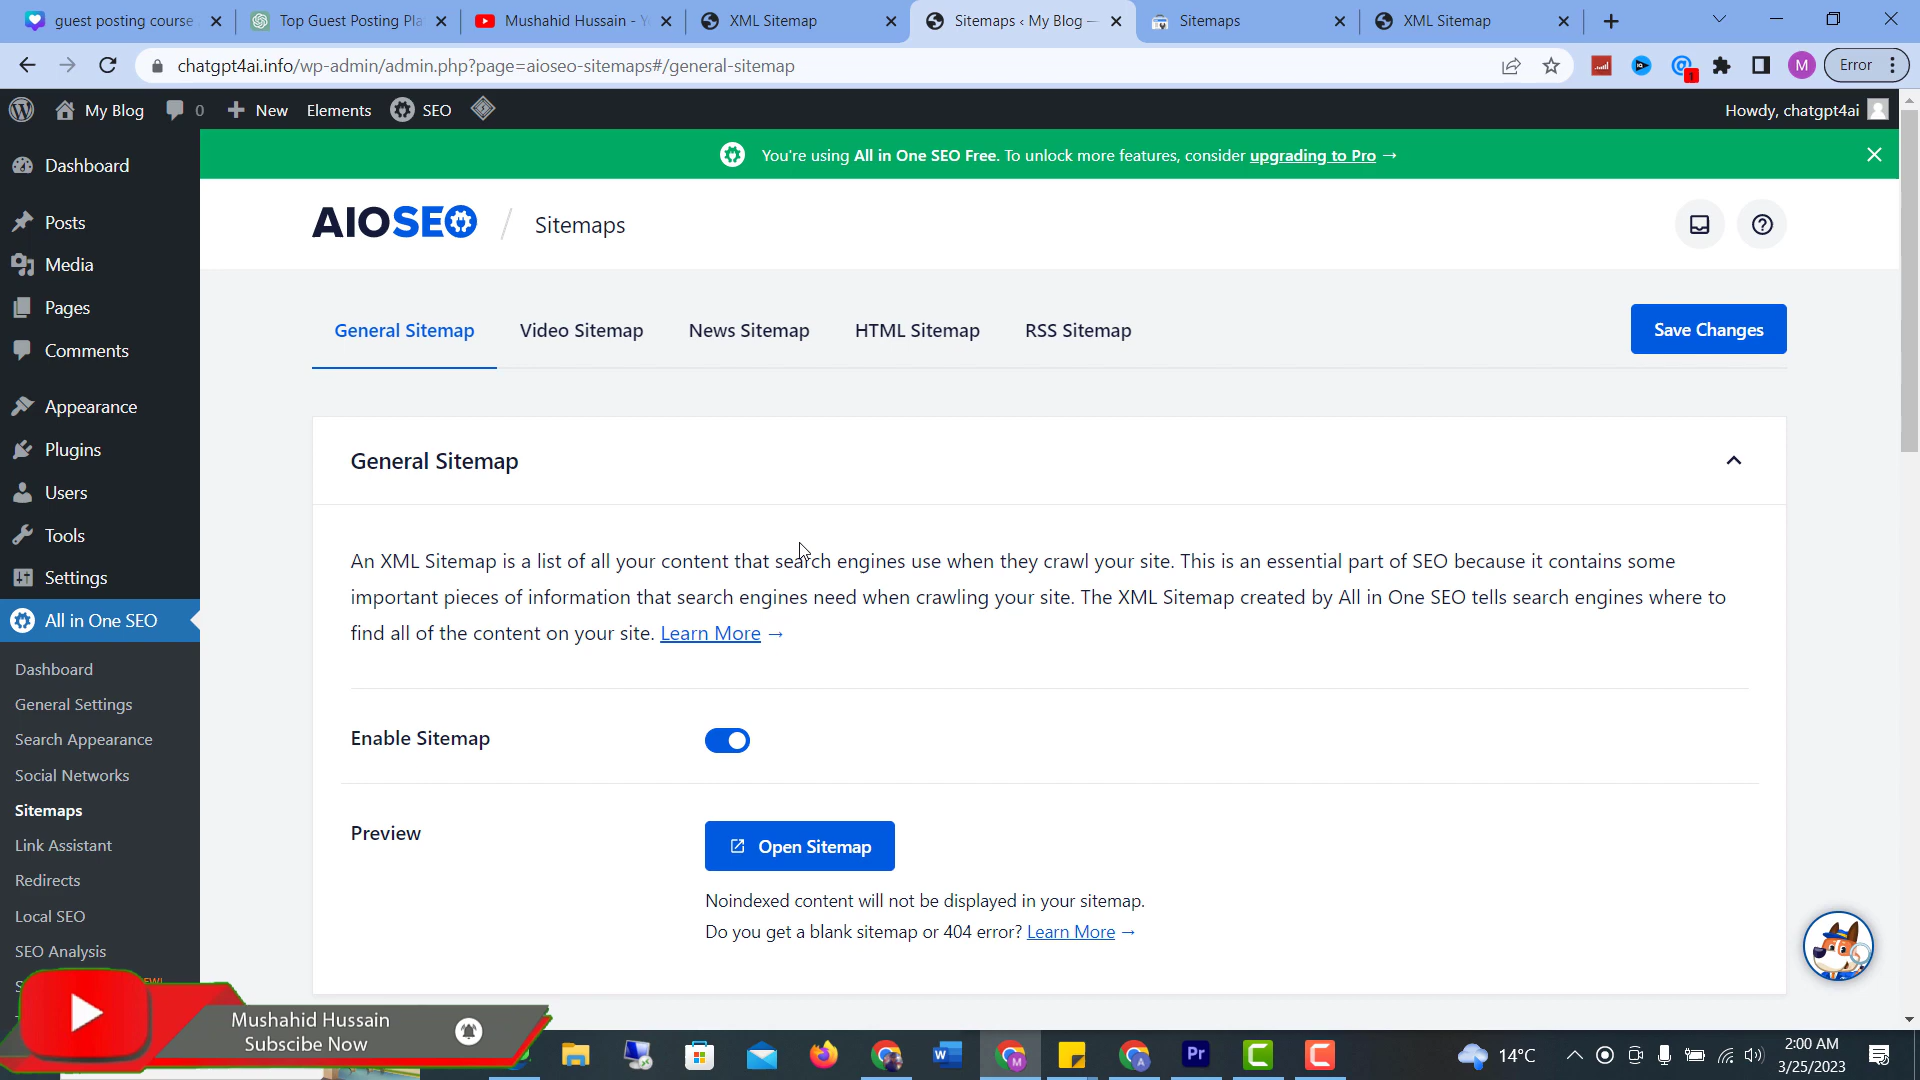 guest posting course
Top Guest Posting Pla
Mushahid Hussain - Y
XML Sitemap
Sitemaps ‹ My Blog —
Sitemaps
XML Sitemap
chatgpt4ai.info/wp-admin/admin.php?page=aioseo-sitemaps#/general-sitemap
1
M
Error
My Blog
0
New
Elements
SEO
Howdy, chatgpt4ai
You're using All in One SEO Free. To unlock more features, consider upgrading to Pro →
Dashboard
Posts
Media
Pages
Comments
Appearance
Plugins
Users
Tools
Settings
All in One SEO
Dashboard
General Settings
Search Appearance
Social Networks
Sitemaps
Link Assistant
Redirects
Local SEO
SEO Analysis
AIOSEO / Sitemaps
General Sitemap
Video Sitemap
News Sitemap
HTML Sitemap
RSS Sitemap
Save Changes
General Sitemap
An XML Sitemap is a list of all your content that search engines use when they crawl your site. This is an essential part of SEO because it contains some
important pieces of information that search engines need when crawling your site. The XML Sitemap created by All in One SEO tells search engines where to
find all of the content on your site. Learn More →
Enable Sitemap
Preview
Open Sitemap
Noindexed content will not be displayed in your sitemap.
Do you get a blank sitemap or 404 error? Learn More →
Mushahid Hussain
Subscibe Now
Pr
14°C
2:00 AM
3/25/2023